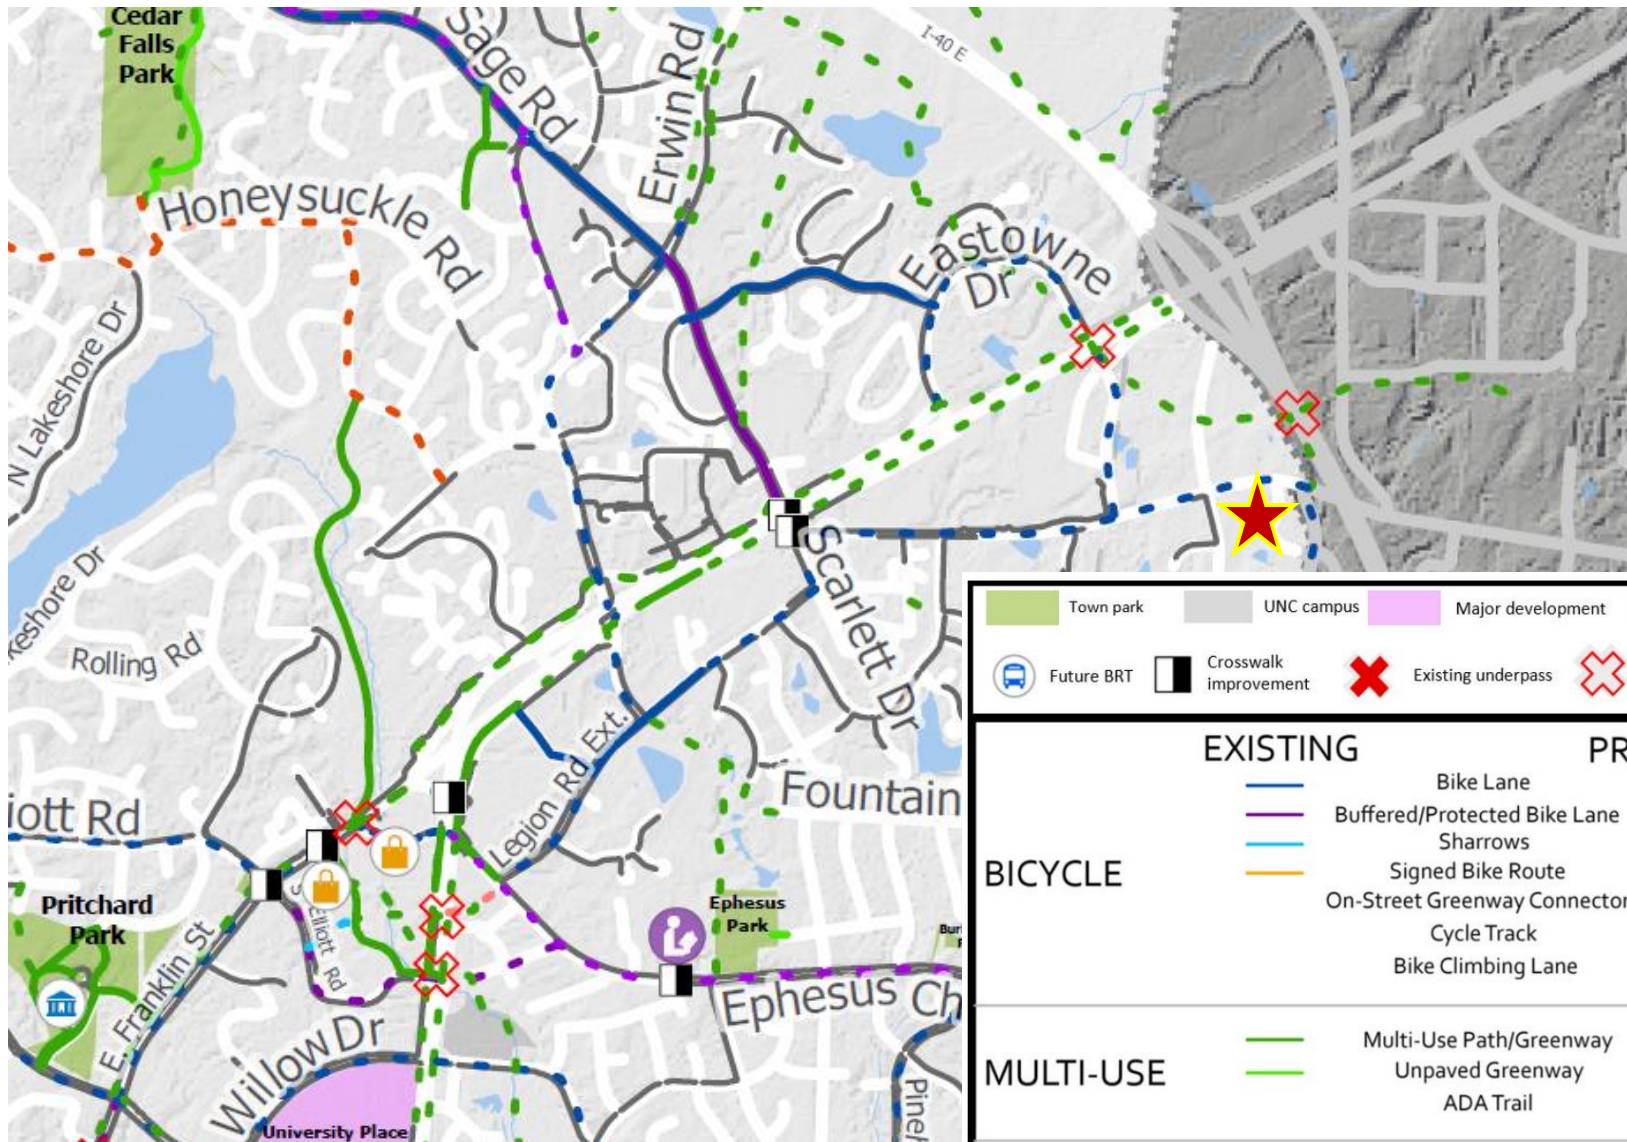 Cedar
Falls
Park
Sage Rd
Erwin Rd
I-40 E
Honeysuckle Rd
Eastowne
Dr
N Lakeshore Dr
keshore Dr
Rolling Rd
Scarlett Dr
Legion Rd Ext.
Fountain
iott Rd
Pritchard
Park
S Elliott Rd
E. Franklin St
Ephesus
Park
Ephesus Ch
Willow Dr
University Place
Town park
UNC campus
Major development
Future BRT
Crosswalk
improvement
Existing underpass
EXISTING
PR
BICYCLE
Bike Lane
Buffered/Protected Bike Lane
Sharrows
Signed Bike Route
On-Street Greenway Connector
Cycle Track
Bike Climbing Lane
MULTI-USE
Multi-Use Path/Greenway
Unpaved Greenway
ADA Trail